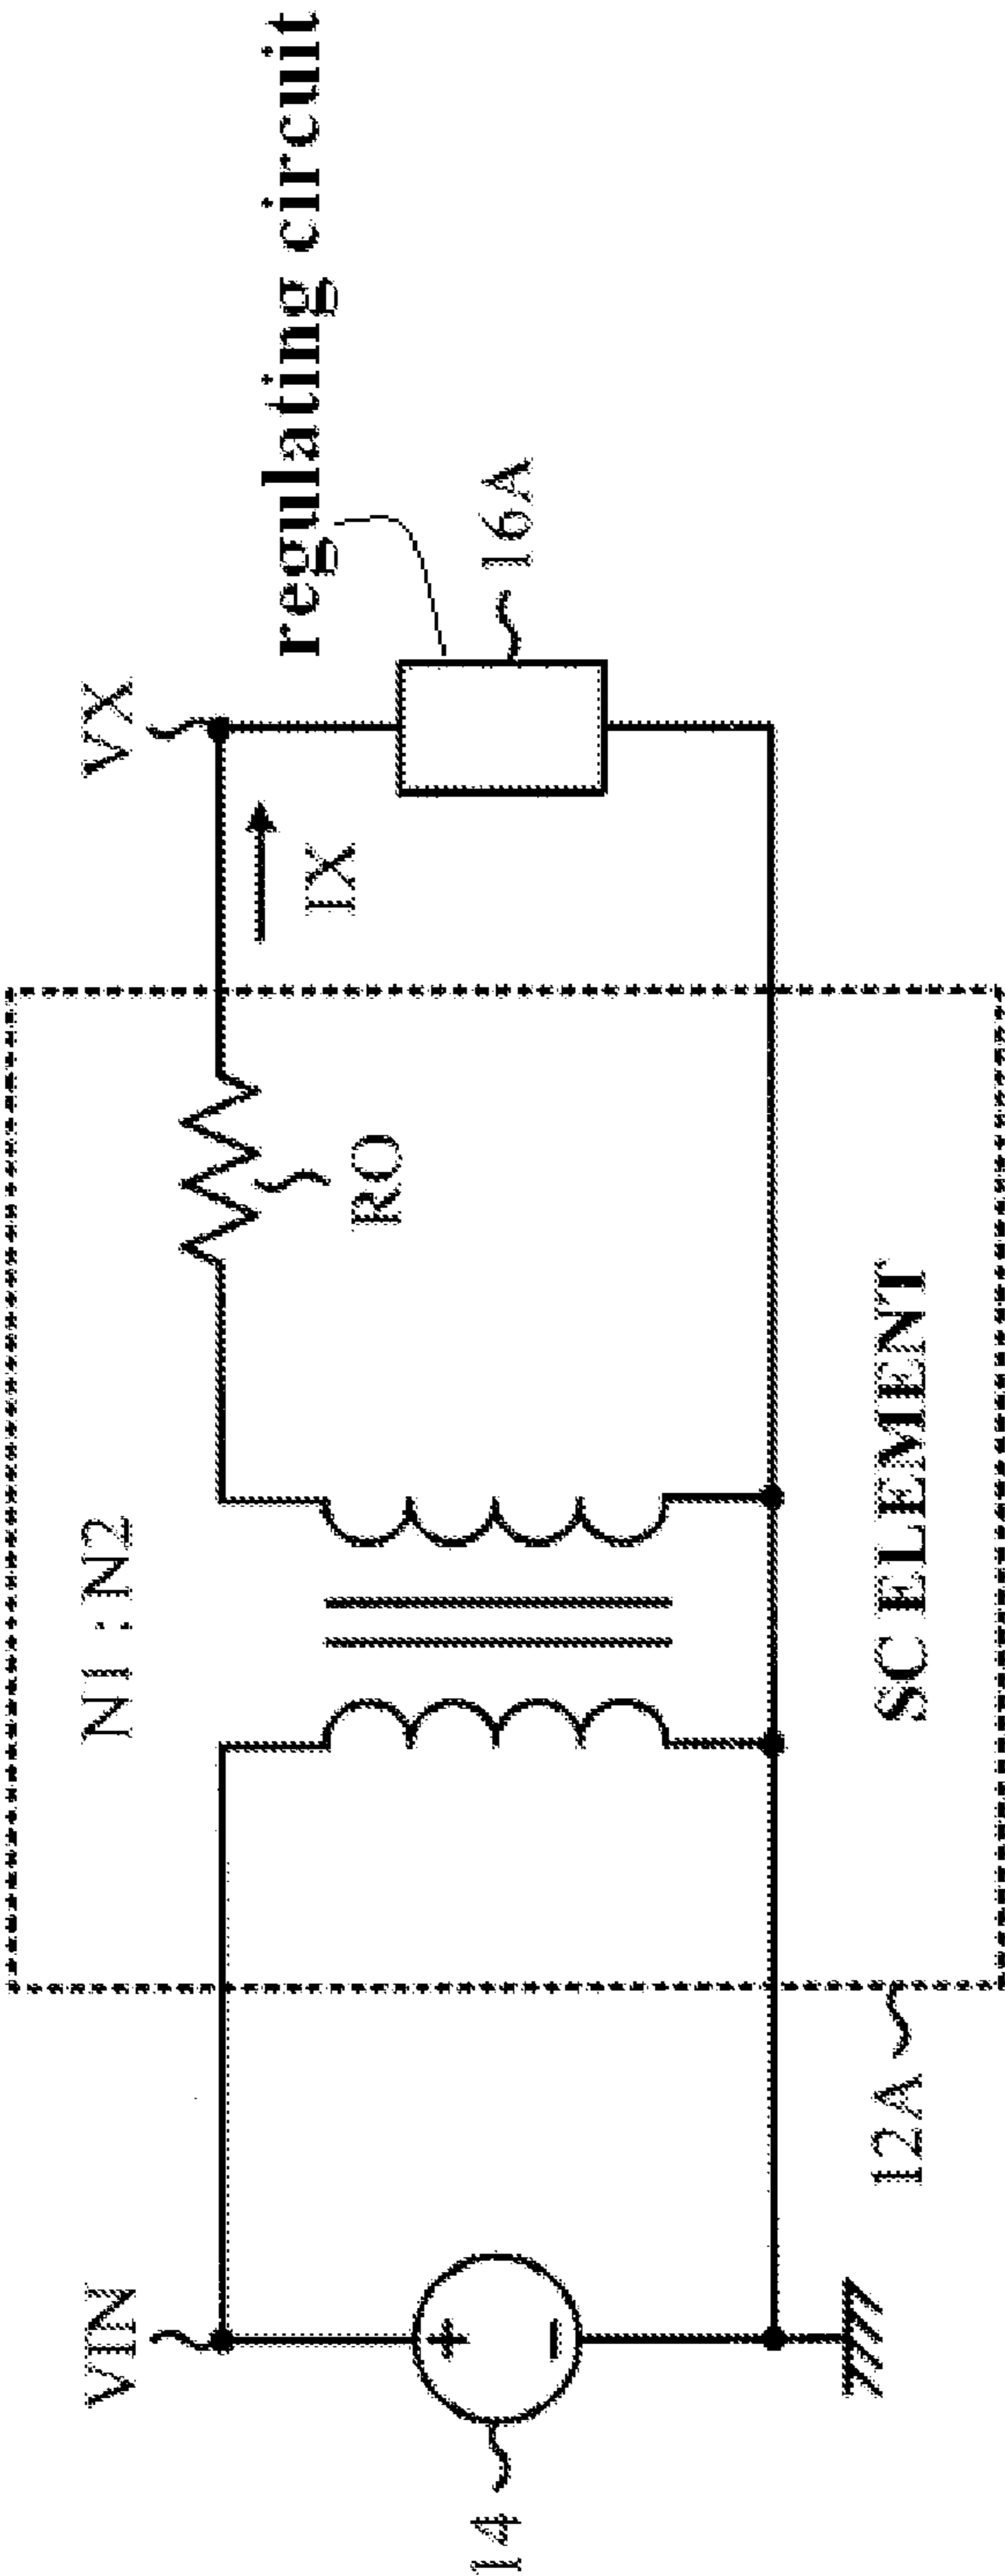 regulating circuit
VIN
N1 : N2
VX
IX
RO
14
16A
12A
SC ELEMENT
+
-